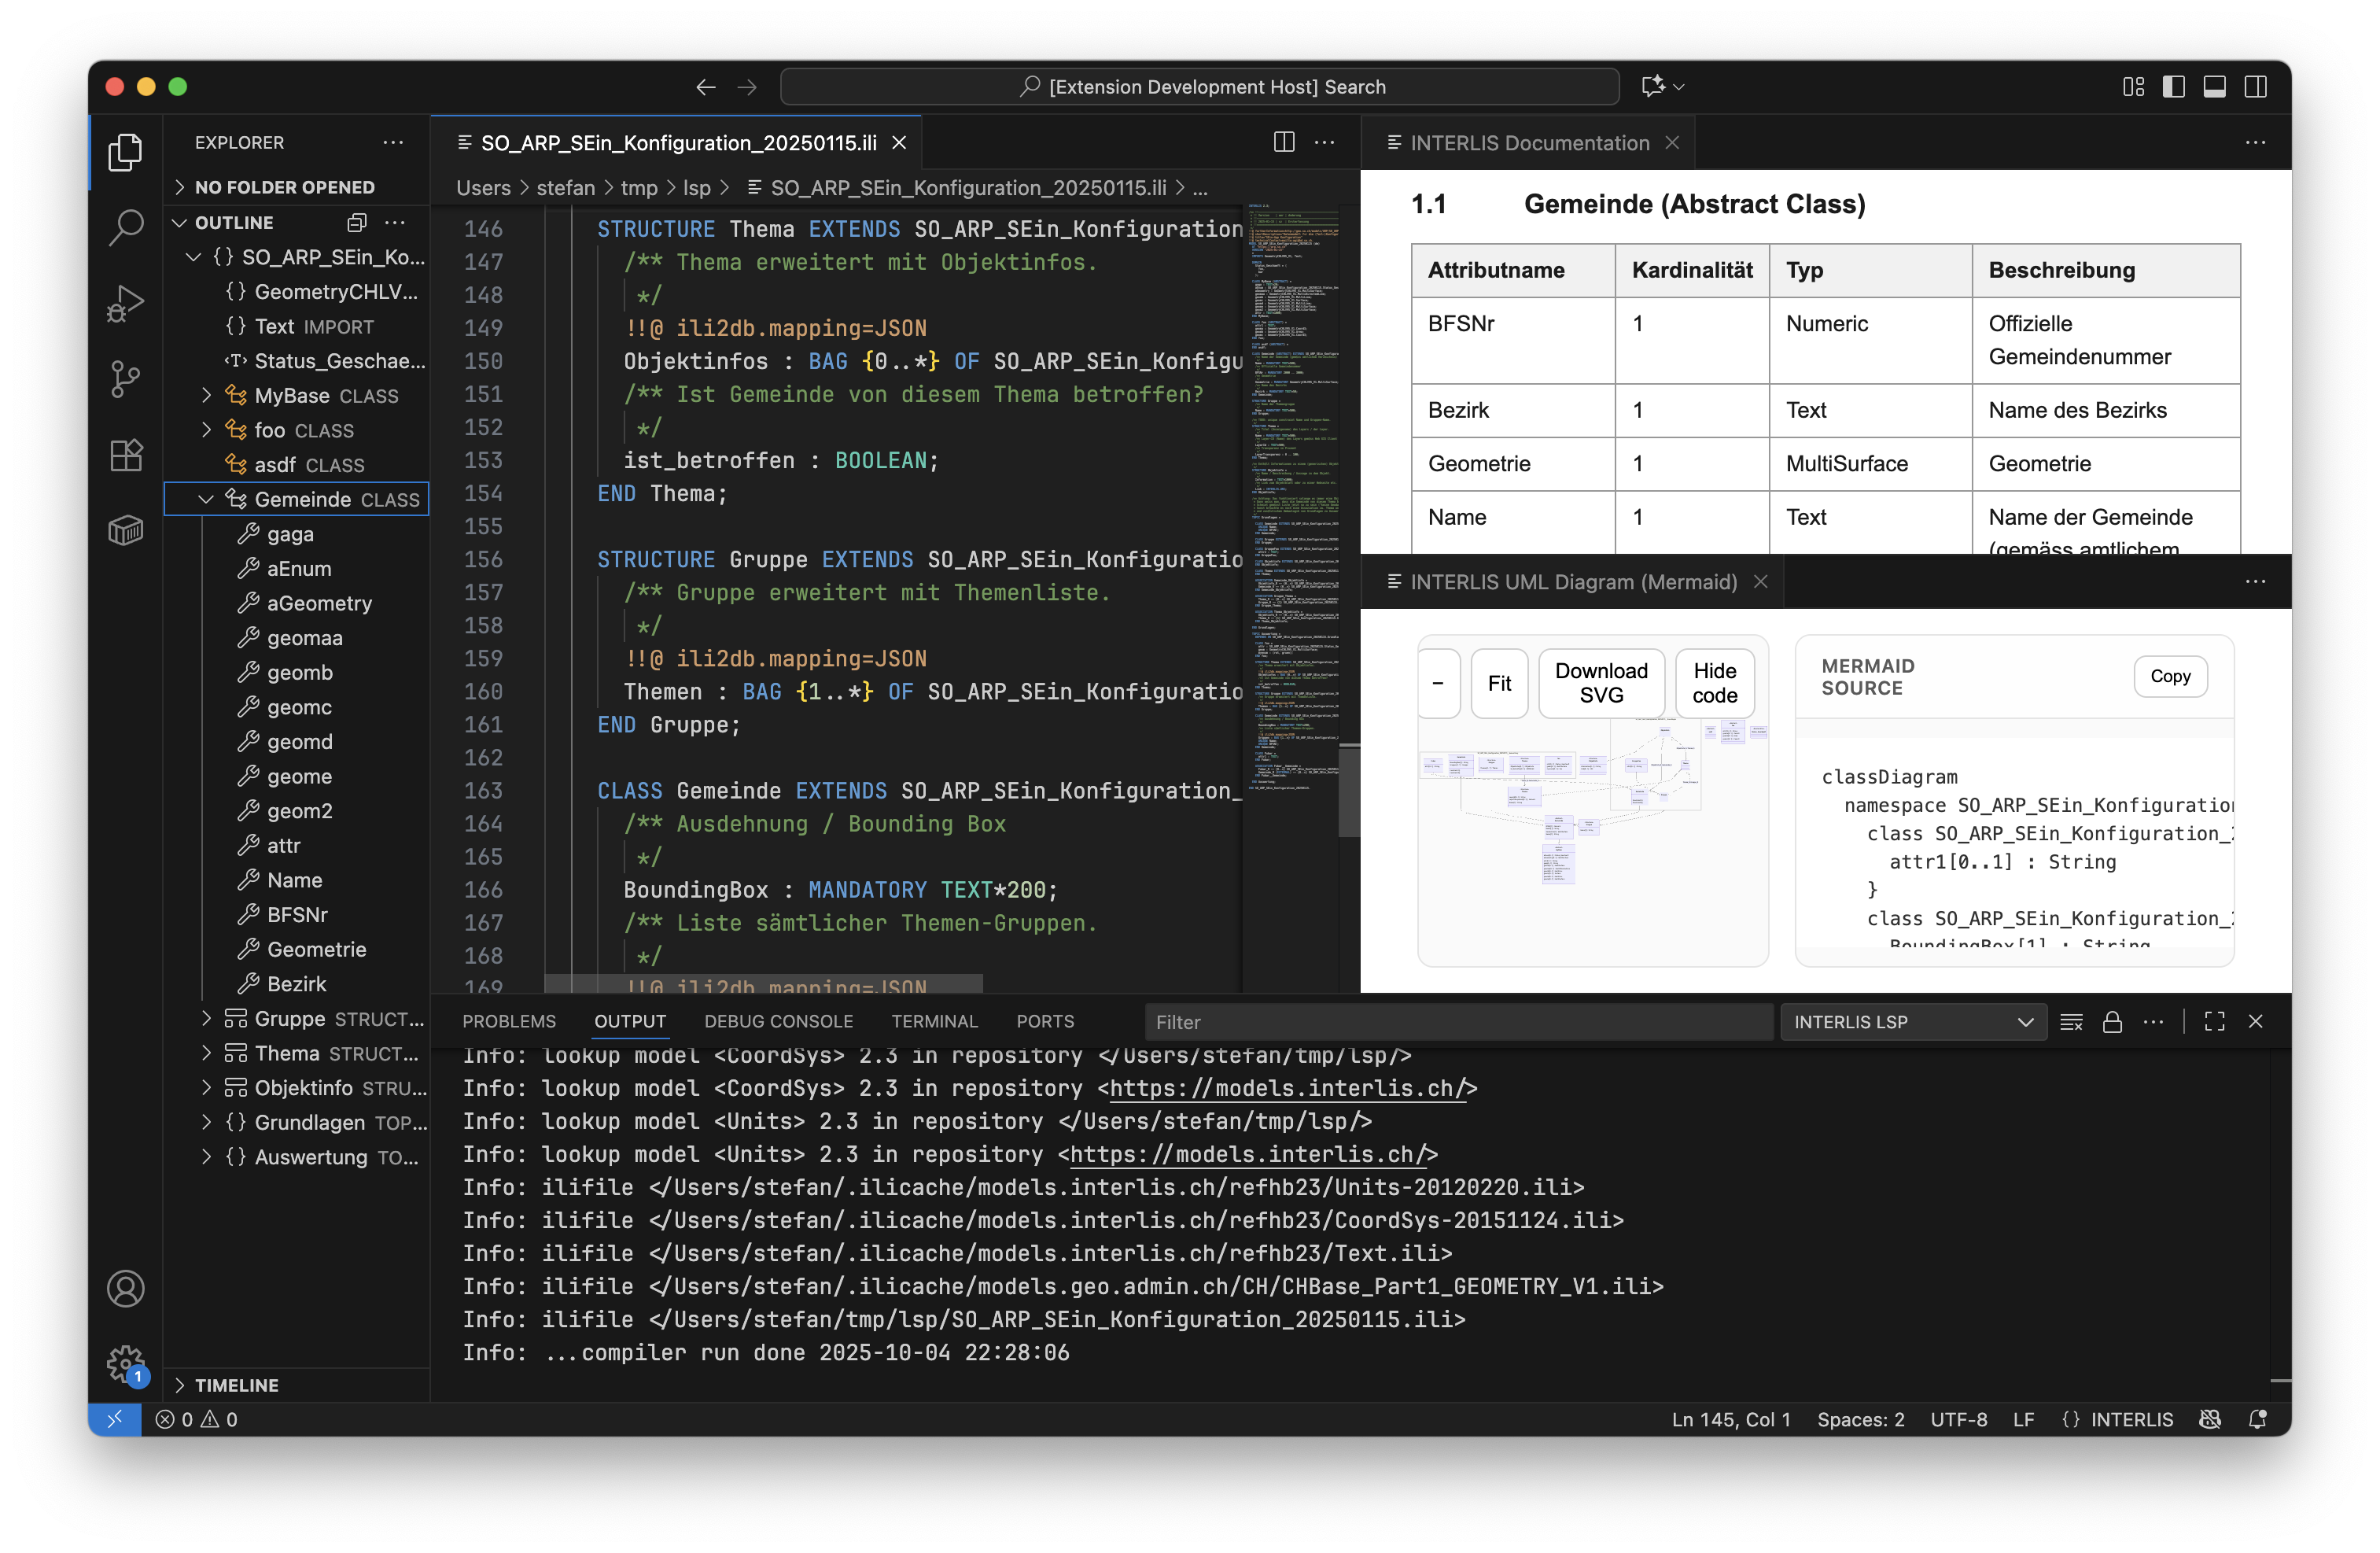 [Extension Development Host] Search
EXPLORER
NO FOLDER OPENED
OUTLINE
SO_ARP_SEin_Ko...
GeometryCHLV...
Text IMPORT
Status_Geschae...
MyBase CLASS
foo CLASS
asdf CLASS
Gemeinde CLASS
gaga
aEnum
aGeometry
geomaa
geomb
geomc
geomd
geome
geom2
attr
Name
BFSNr
Geometrie
Bezirk
Gruppe STRUCT...
Thema STRUCT...
Objektinfo STRU...
Grundlagen TOP...
Auswertung TO...
TIMELINE
SO_ARP_SEin_Konfiguration_20250115.ili
Users > stefan > tmp > lsp > SO_ARP_SEin_Konfiguration_20250115.ili > ...
146 STRUCTURE Thema EXTENDS SO_ARP_SEin_Konfiguration
147 /** Thema erweitert mit Objektinfos.
148 */
149 !!@ ili2db.mapping=JSON
150 Objektinfos : BAG {0..*} OF SO_ARP_SEin_Konfigu
151 /** Ist Gemeinde von diesem Thema betroffen?
152 */
153 ist_betroffen : BOOLEAN;
154 END Thema;
155
156 STRUCTURE Gruppe EXTENDS SO_ARP_SEin_Konfiguratio
157 /** Gruppe erweitert mit Themenliste.
158 */
159 !!@ ili2db.mapping=JSON
160 Themen : BAG {1..*} OF SO_ARP_SEin_Konfiguratio
161 END Gruppe;
162
163 CLASS Gemeinde EXTENDS SO_ARP_SEin_Konfiguration_
164 /** Ausdehnung / Bounding Box
165 */
166 BoundingBox : MANDATORY TEXT*200;
167 /** Liste sämtlicher Themen-Gruppen.
168 */
169 !!@ ili2db.mapping=JSON
INTERLIS Documentation
1.1 Gemeinde (Abstract Class)
Attributname Kardinalität Typ Beschreibung
BFSNr 1 Numeric Offizielle
Gemeindenummer
Bezirk 1 Text Name des Bezirks
Geometrie 1 MultiSurface Geometrie
Name 1 Text Name der Gemeinde
(gemäss amtlichem
INTERLIS UML Diagram (Mermaid)
−
Fit
Download
SVG
Hide
code
MERMAID
SOURCE
Copy
classDiagram
namespace SO_ARP_SEin_Konfiguration
class SO_ARP_SEin_Konfiguration_2
attr1[0..1] : String
}
class SO_ARP_SEin_Konfiguration_2
BoundingBox[1] : String
PROBLEMS OUTPUT DEBUG CONSOLE TERMINAL PORTS
Filter
INTERLIS LSP
Info: lookup model <CoordSys> 2.3 in repository </Users/stefan/tmp/lsp/>
Info: lookup model <CoordSys> 2.3 in repository <https://models.interlis.ch/>
Info: lookup model <Units> 2.3 in repository </Users/stefan/tmp/lsp/>
Info: lookup model <Units> 2.3 in repository <https://models.interlis.ch/>
Info: ilifile </Users/stefan/.ilicache/models.interlis.ch/refhb23/Units-20120220.ili>
Info: ilifile </Users/stefan/.ilicache/models.interlis.ch/refhb23/CoordSys-20151124.ili>
Info: ilifile </Users/stefan/.ilicache/models.interlis.ch/refhb23/Text.ili>
Info: ilifile </Users/stefan/.ilicache/models.geo.admin.ch/CH/CHBase_Part1_GEOMETRY_V1.ili>
Info: ilifile </Users/stefan/tmp/lsp/SO_ARP_SEin_Konfiguration_20250115.ili>
Info: ...compiler run done 2025-10-04 22:28:06
1
0 0
Ln 145, Col 1 Spaces: 2 UTF-8 LF {} INTERLIS